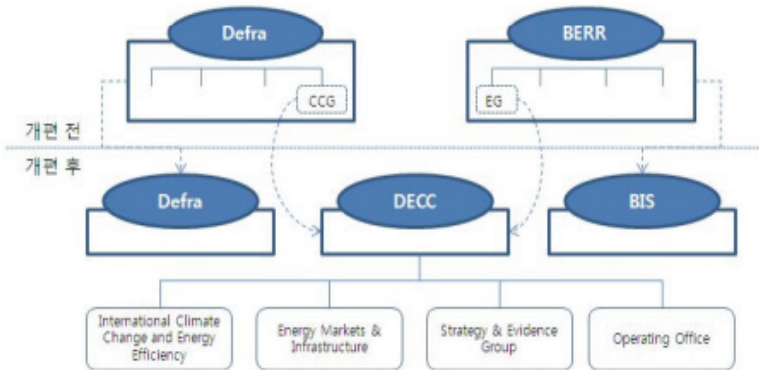 Defra
BERR
CCG
EG
개편 전
개편 후
Defra
DECC
BIS
International Climate
Change and Energy
Efficiency
Energy Markets &
Infrastructure
Strategy & Evidence
Group
Operating Office